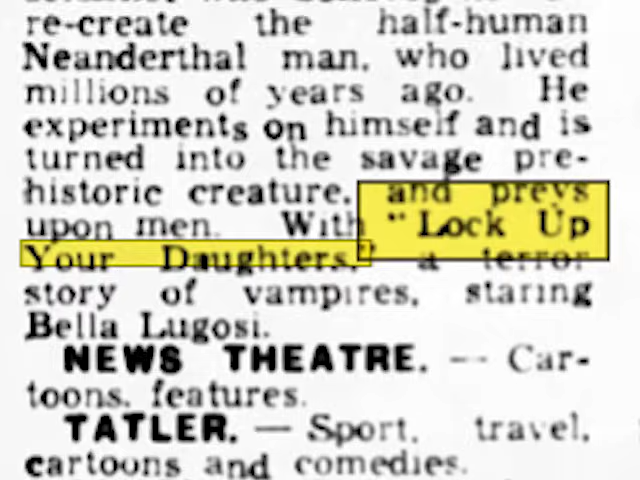 re-create the half-human
Neanderthal man, who lived
millions of years ago. He
experiments on himself and is
turned into the savage pre-
historic creature, and preys
upon men. With "Lock Up
Your Daughters," a terror
story of vampires, staring
Bella Lugosi.
NEWS THEATRE. — Car-
toons, features.
TATLER. — Sport, travel,
cartoons and comedies.